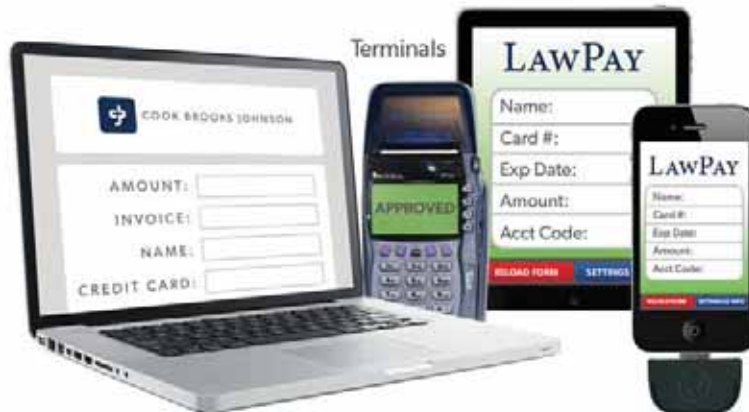 COOK BROOKS JOHNSON
AMOUNT:
INVOICE:
NAME:
CREDIT CARD:
Terminals
APPROVED
LAWPAY
Name:
Card #:
Exp Date:
Amount:
Acct Code:
RELOAD FORM
SETTINGS
LAWPAY
Name:
Card #:
Exp Date:
Amount:
Acct Code: